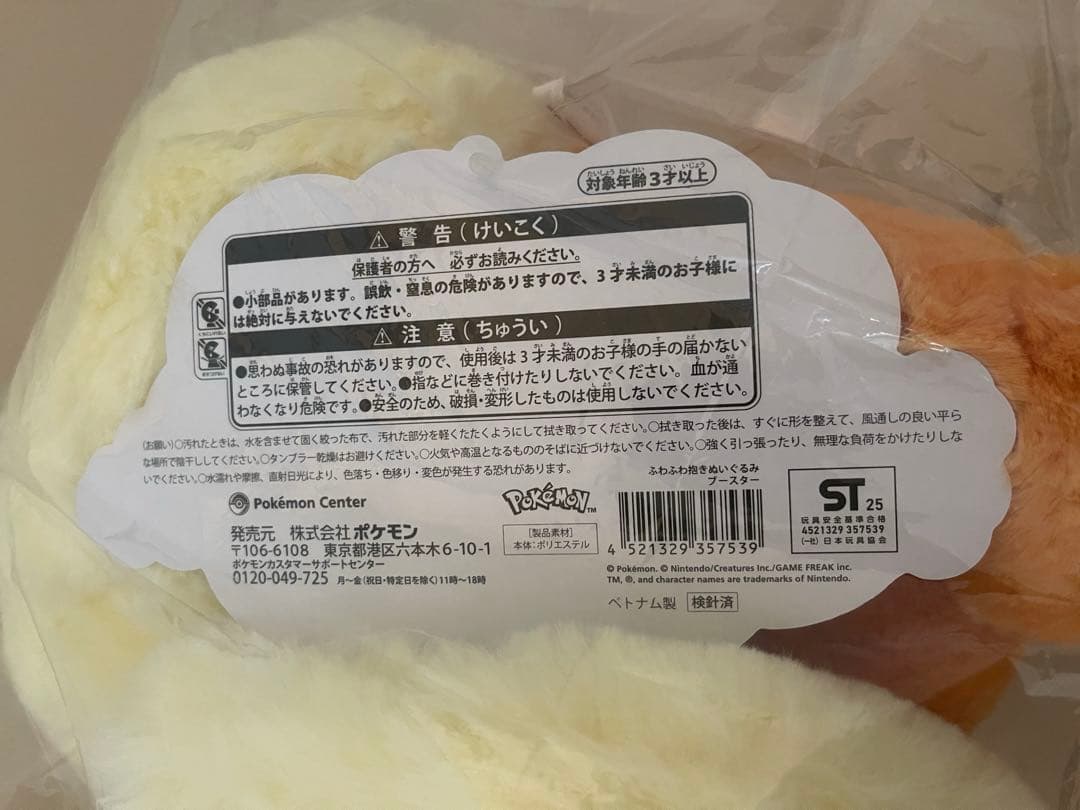 対象年齢3才以上
⚠警告(けいこく)
保護者の方へ 必ずお読みください。
●小部品があります。誤飲・窒息の危険がありますので、3才未満のお子様に
は絶対に与えないでください。
⚠注意(ちゅうい)
●思わぬ事故の恐れがありますので、使用後は3才未満のお子様の手の届かない
ところに保管してください。●指などに巻き付けたりしないでください。血が通
わなくなり危険です。●安全のため、破損・変形したものは使用しないでください。
(お願い)○汚れたときは、水を含ませて固く絞った布で、汚れた部分を軽くたたくようにして拭き取ってください。○拭き取った後は、すぐに形を整えて、風通しの良い平ら
な場所で陰干ししてください。○タンブラー乾燥はお避けください。○火気や高温となるもののそばに近づけないでください。○強く引っ張ったり、無理な負荷をかけたりしな
いでください。○水濡れや摩擦、直射日光により、色落ち・色移り・変色が発生する恐れがあります。
Pokémon Center
発売元 株式会社ポケモン
〒106-6108 東京都港区六本木6-10-1
ポケモンカスタマーサポートセンター
0120-049-725 月～金(祝日・特定日を除く)11時～18時
POKÉMON™
[製品素材]
本体:ポリエステル
ふわふわ抱きぬいぐるみ
ブースター
4 521329 357539
ST 25
玩具安全基準合格
4521329 357539
(一社)日本玩具協会
© Pokémon. © Nintendo/Creatures Inc./GAME FREAK inc.
TM, ®, and character names are trademarks of Nintendo.
ベトナム製 検針済